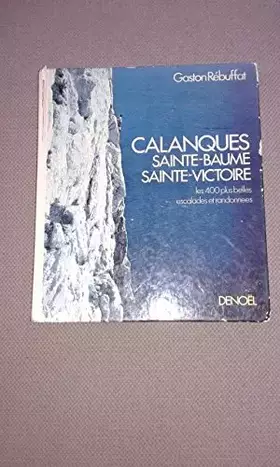 Gaston Rébuffat
CALANQUES
SAINTE-BAUME
SAINTE-VICTOIRE
les 400 plus belles
escalades et randonnées
DENOËL